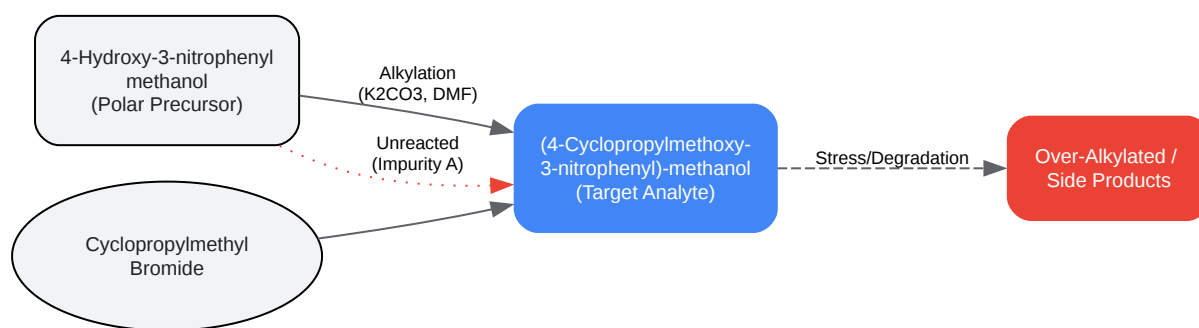 4-Hydroxy-3-nitrophenyl
methanol
(Polar Precursor)
Alkylation
(K2CO3, DMF)
Unreacted
(Impurity A)
Cyclopropylmethyl
Bromide
(4-Cyclopropylmethoxy-
3-nitrophenyl)-methanol
(Target Analyte)
Stress/Degradation
Over-Alkylated /
Side Products